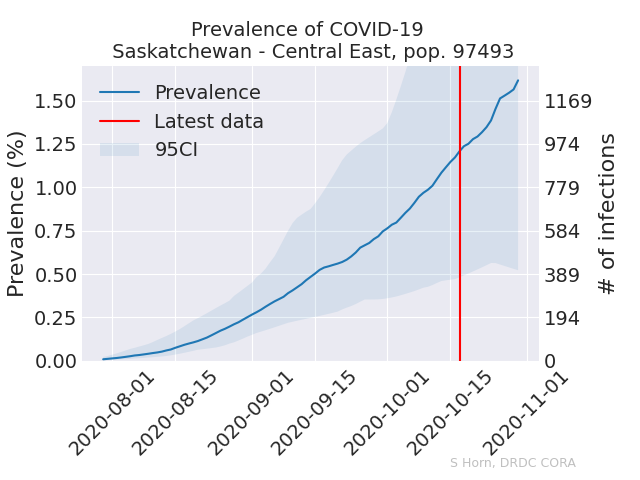 Prevalence of COVID-19
Saskatchewan - Central East, pop. 97493
Prevalence
Latest data
95CI
Prevalence (%)
1.50
1.25
1.00
0.75
0.50
0.25
0.00
1169
974
779
584
389
194
0
# of infections
2020-08-01
2020-08-15
2020-09-01
2020-09-15
2020-10-01
2020-10-15
2020-11-01
S Horn, DRDC CORA